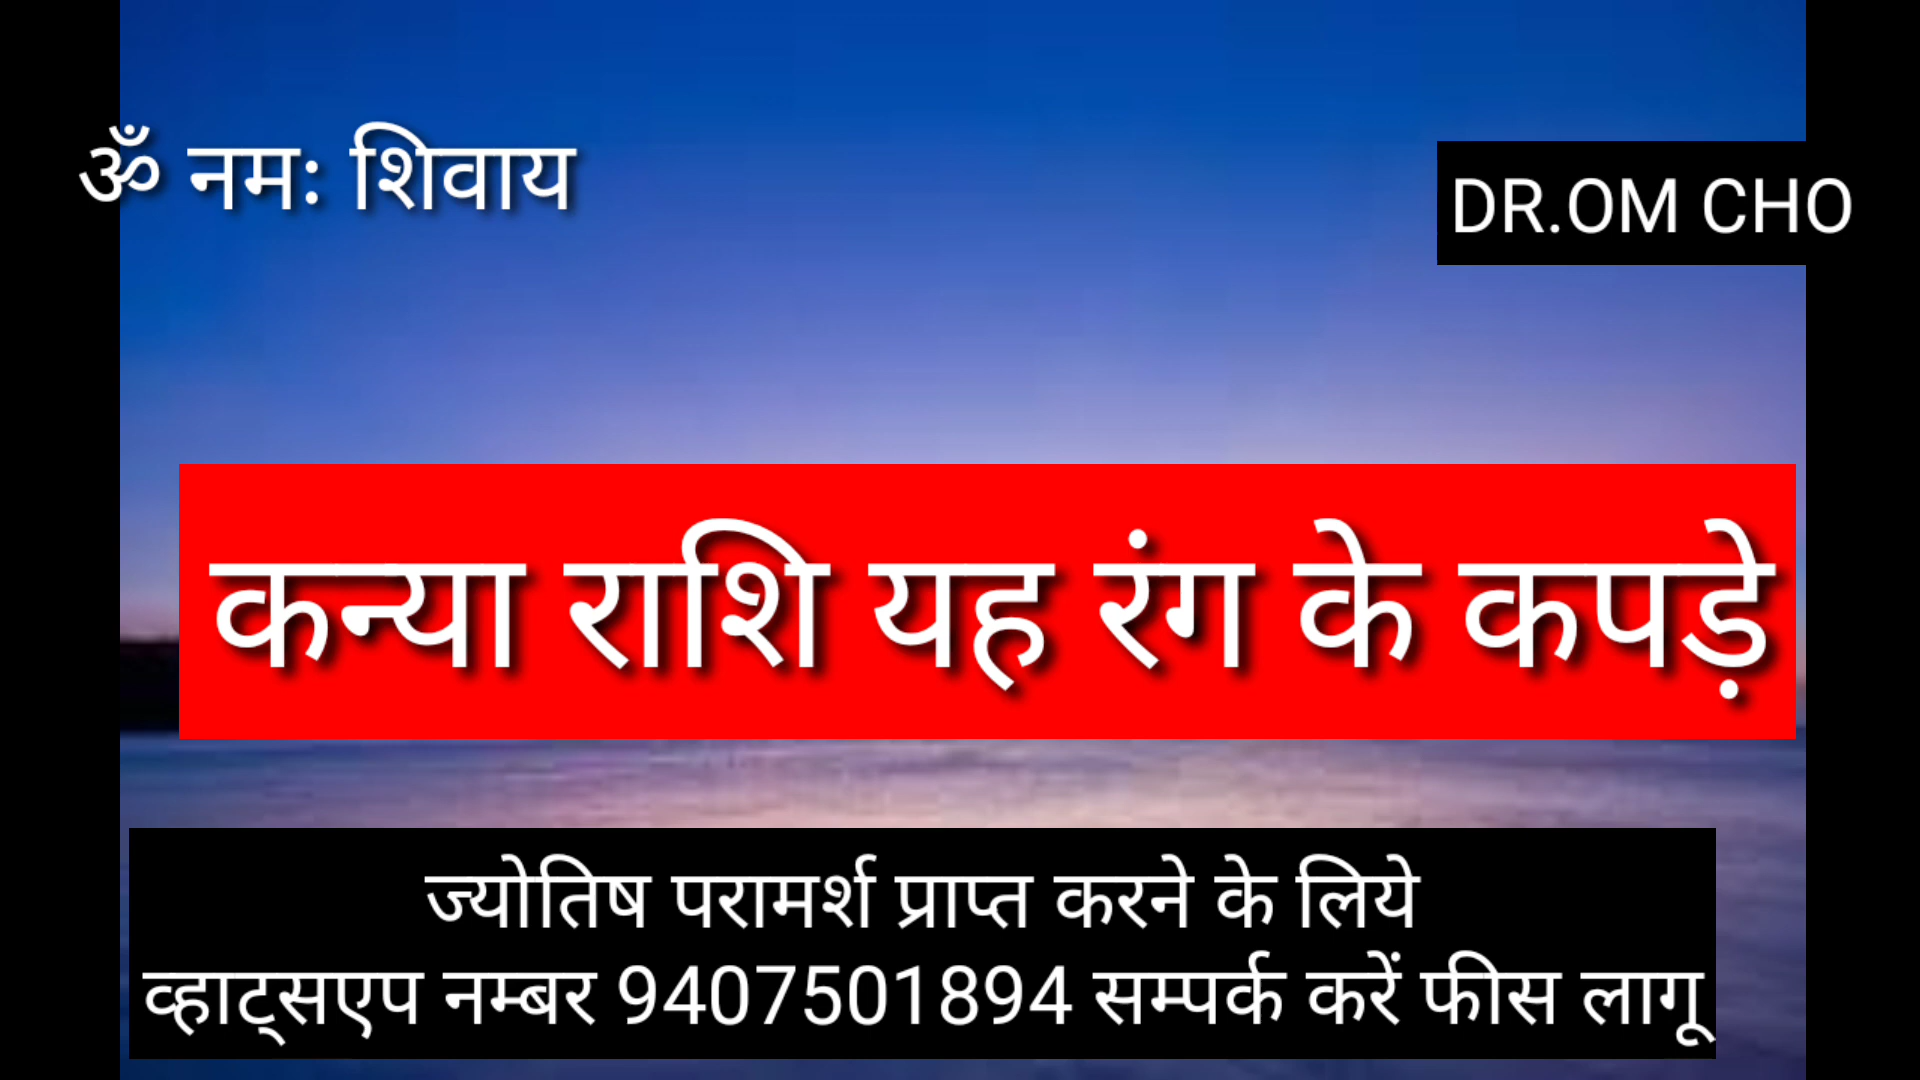 ॐ नमः शिवाय
DR.OM CHO
कन्या राशि यह रंग के कपड़े
ज्योतिष परामर्श प्राप्त करने के लिये
व्हाट्सएप नम्बर 9407501894 सम्पर्क करें फीस लागू